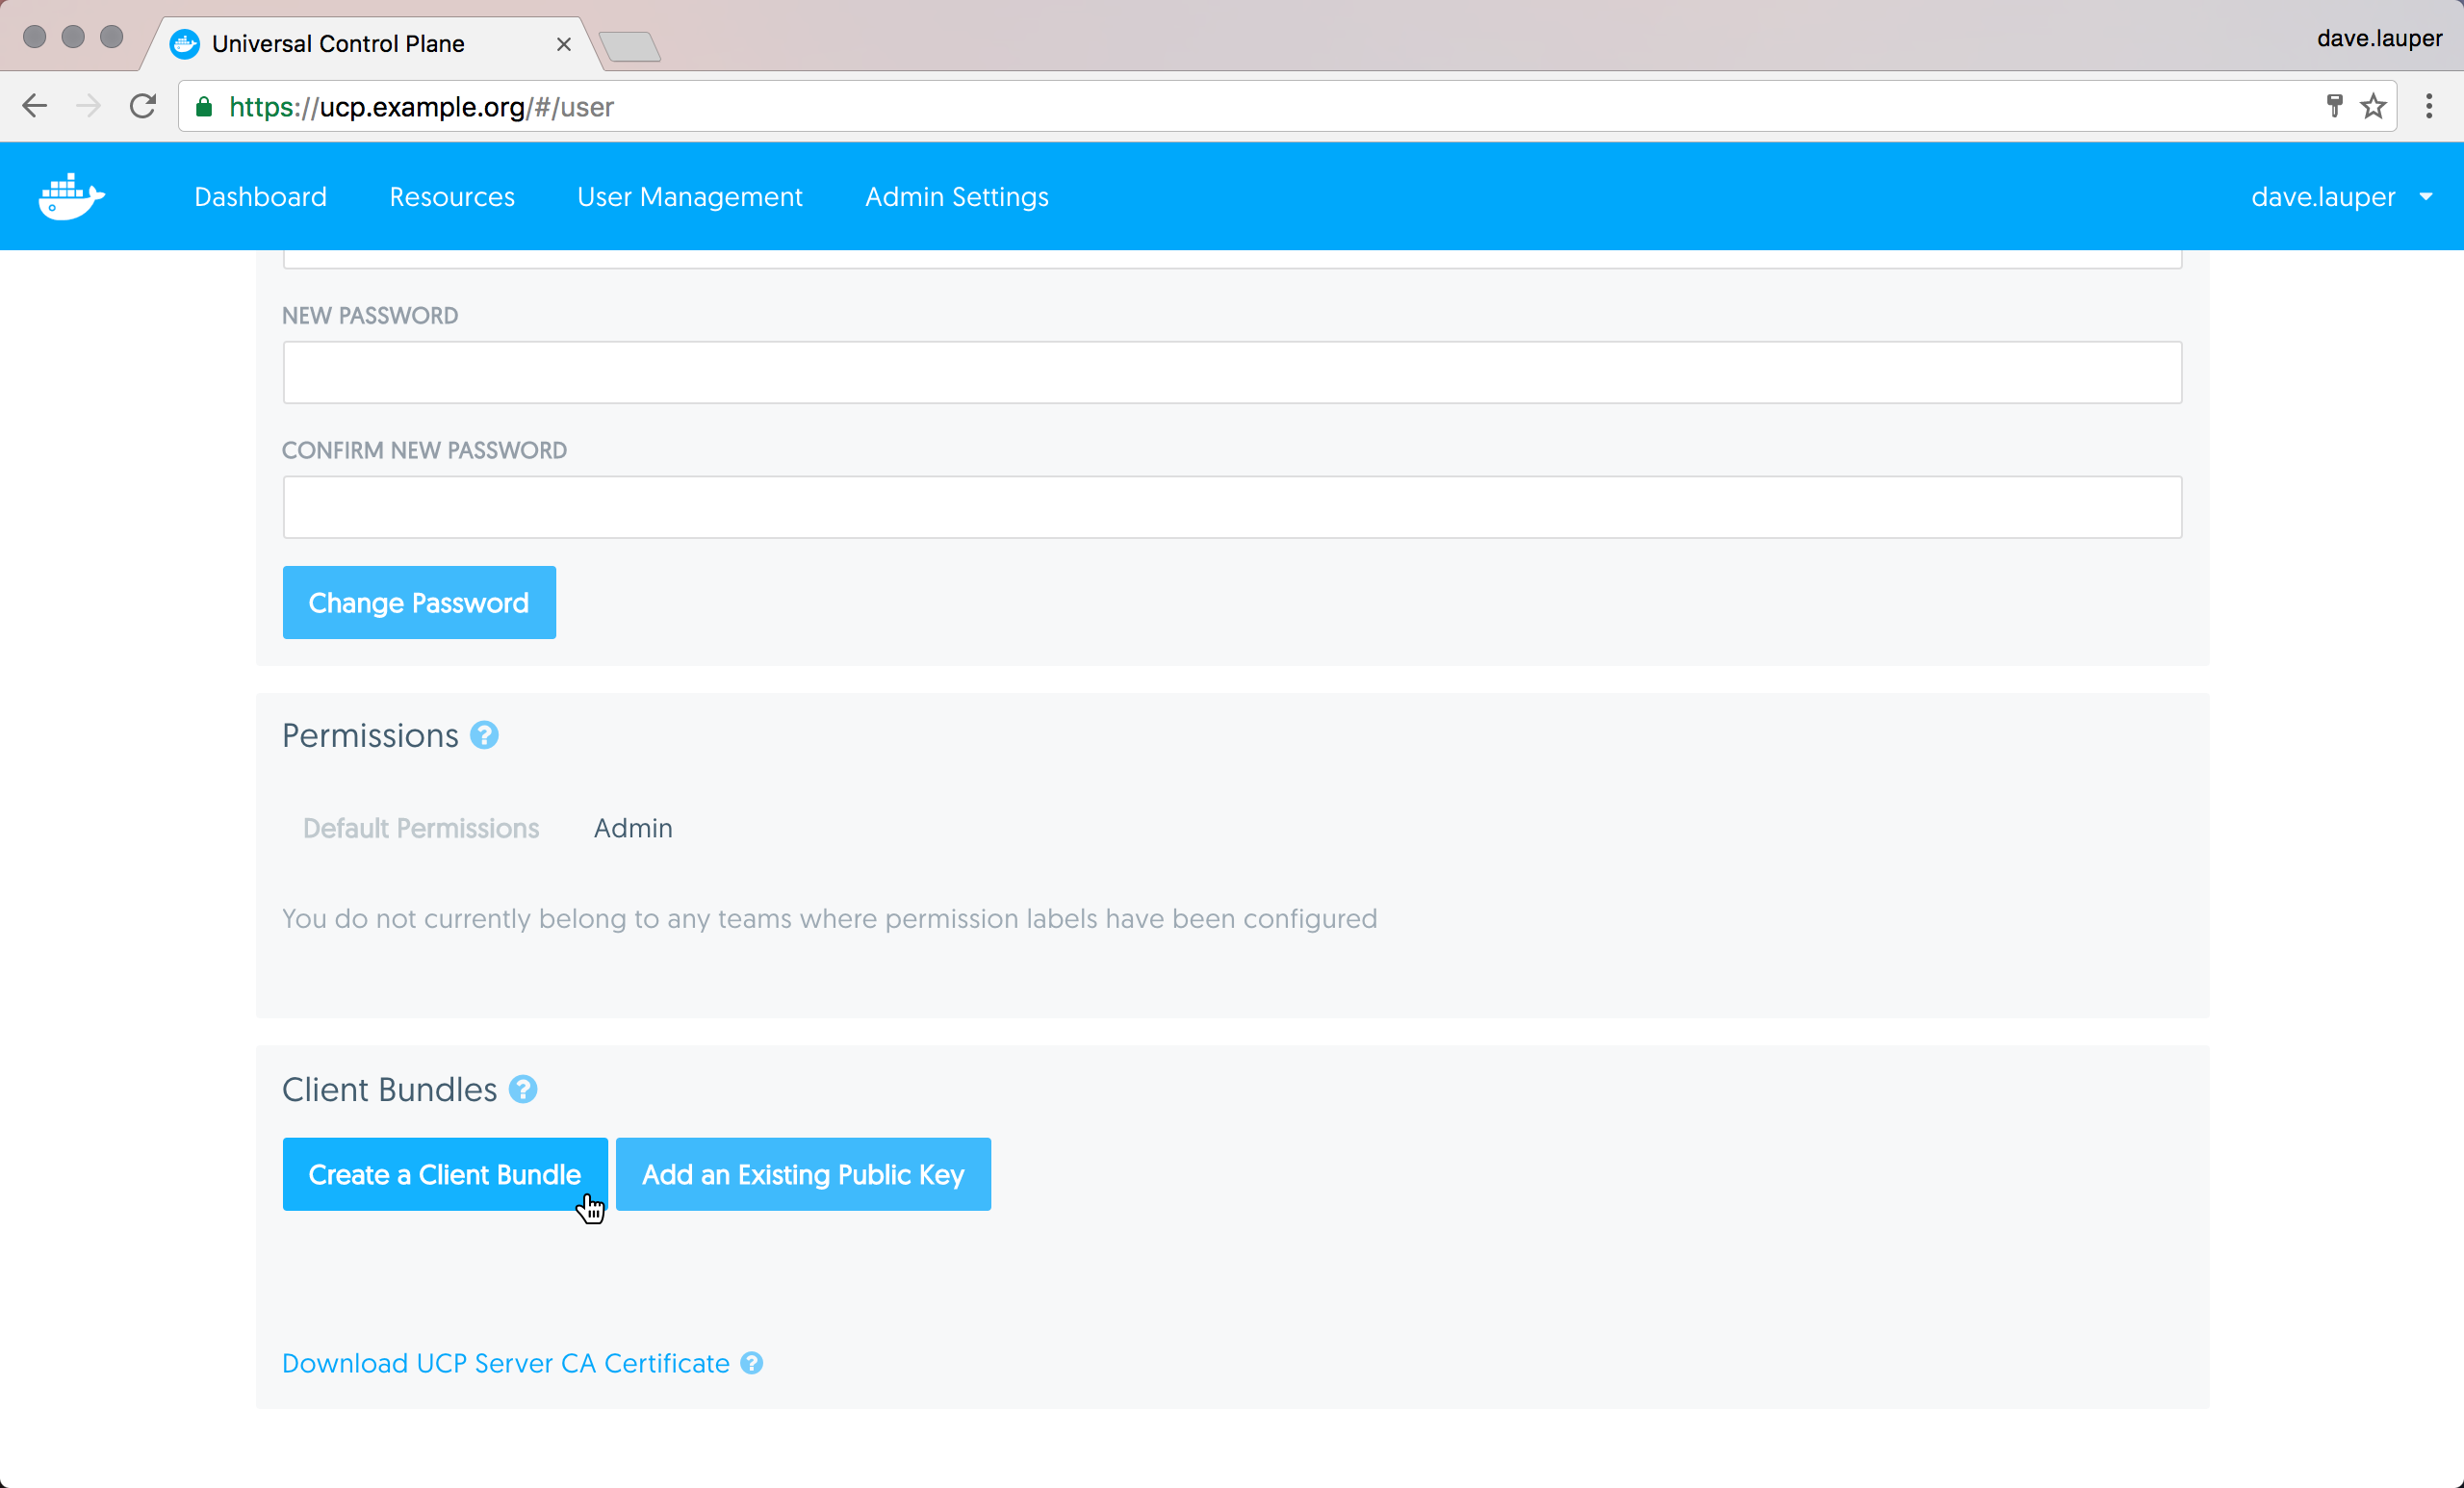 Universal Control Plane
dave.lauper
https://ucp.example.org/#/user
Dashboard Resources User Management Admin Settings dave.lauper
NEW PASSWORD
CONFIRM NEW PASSWORD
Change Password
Permissions ?
Default Permissions Admin
You do not currently belong to any teams where permission labels have been configured
Client Bundles ?
Create a Client Bundle Add an Existing Public Key
Download UCP Server CA Certificate ?